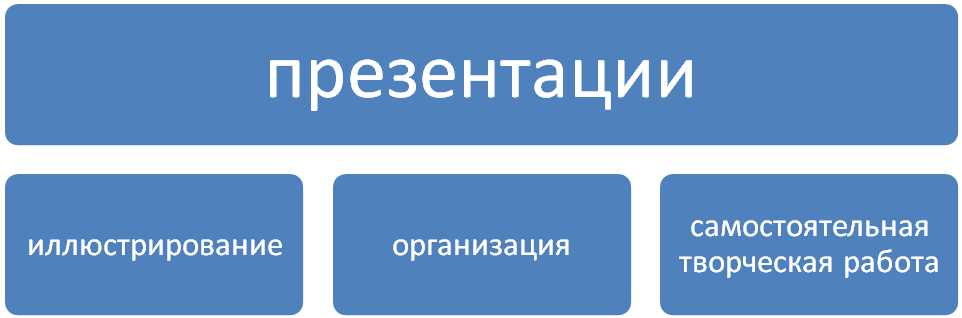 презентации
иллюстрирование
организация
самостоятельная
творческая работа